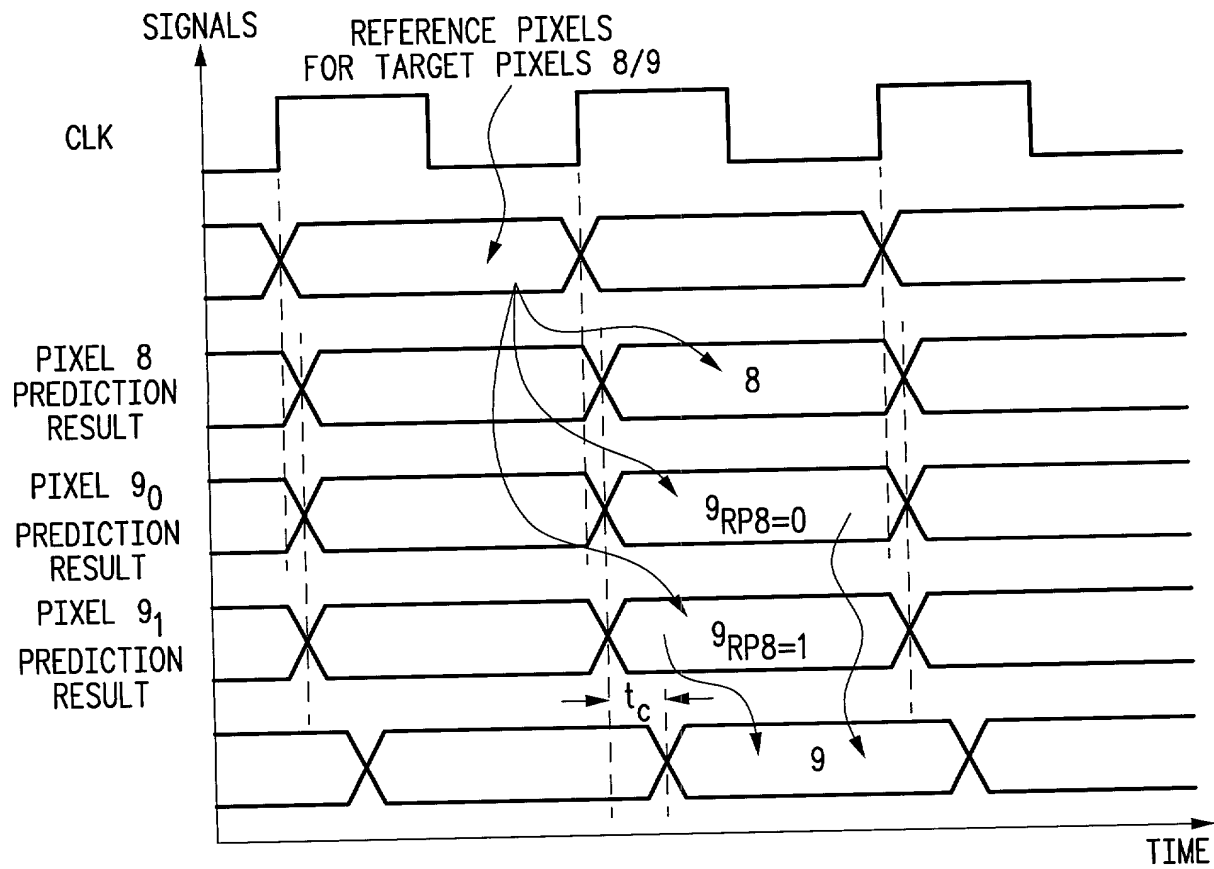 SIGNALS
REFERENCE PIXELS
FOR TARGET PIXELS 8/9
CLK
PIXEL 8
PREDICTION
RESULT
8
PIXEL 9₀
PREDICTION
RESULT
9RP8=0
PIXEL 9₁
PREDICTION
RESULT
9RP8=1
tc
9
TIME